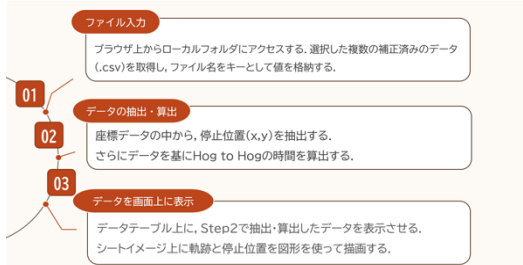 ファイル入力
ブラウザ上からローカルフォルダにアクセスする. 選択した複数の補正済みのデータ
(.csv)を取得し, ファイル名をキーとして値を格納する.
01
データの抽出・算出
02
座標データの中から, 停止位置(x,y)を抽出する.
さらにデータを基にHog to Hogの時間を算出する.
03
データを画面上に表示
データテーブル上に, Step2で抽出・算出したデータを表示させる.
シートイメージ上に軌跡と停止位置を図形を使って描画する.